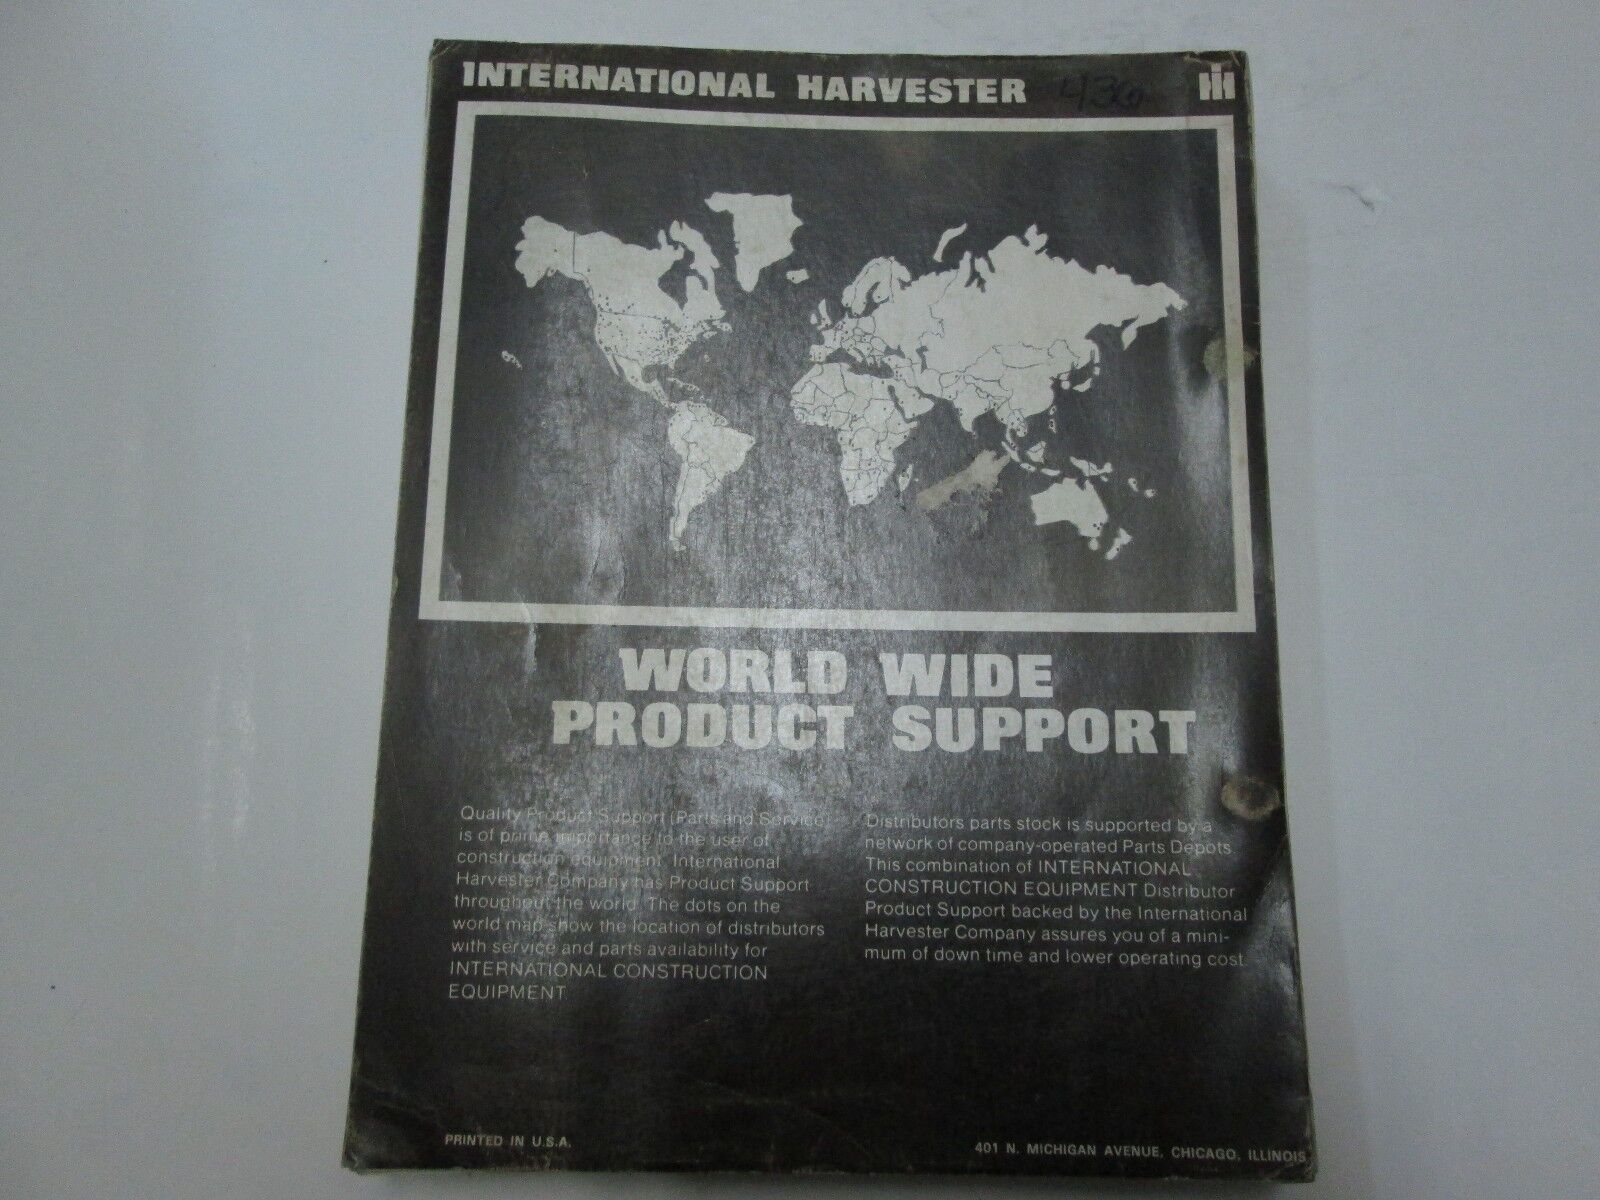 INTERNATIONAL HARVESTER
WORLD WIDE
PRODUCT SUPPORT
Quality Product Support (Parts and Service)
is of prime importance to the user of
construction equipment. International
Harvester Company has Product Support
throughout the world. The dots on the
world map show the location of distributors
with service and parts availability for
INTERNATIONAL CONSTRUCTION
EQUIPMENT
Distributors parts stock is supported by a
network of company-operated Parts Depots.
This combination of INTERNATIONAL
CONSTRUCTION EQUIPMENT Distributor
Product Support backed by the International
Harvester Company assures you of a mini-
mum of down time and lower operating cost.
PRINTED IN U.S.A.
401 N. MICHIGAN AVENUE, CHICAGO, ILLINOIS